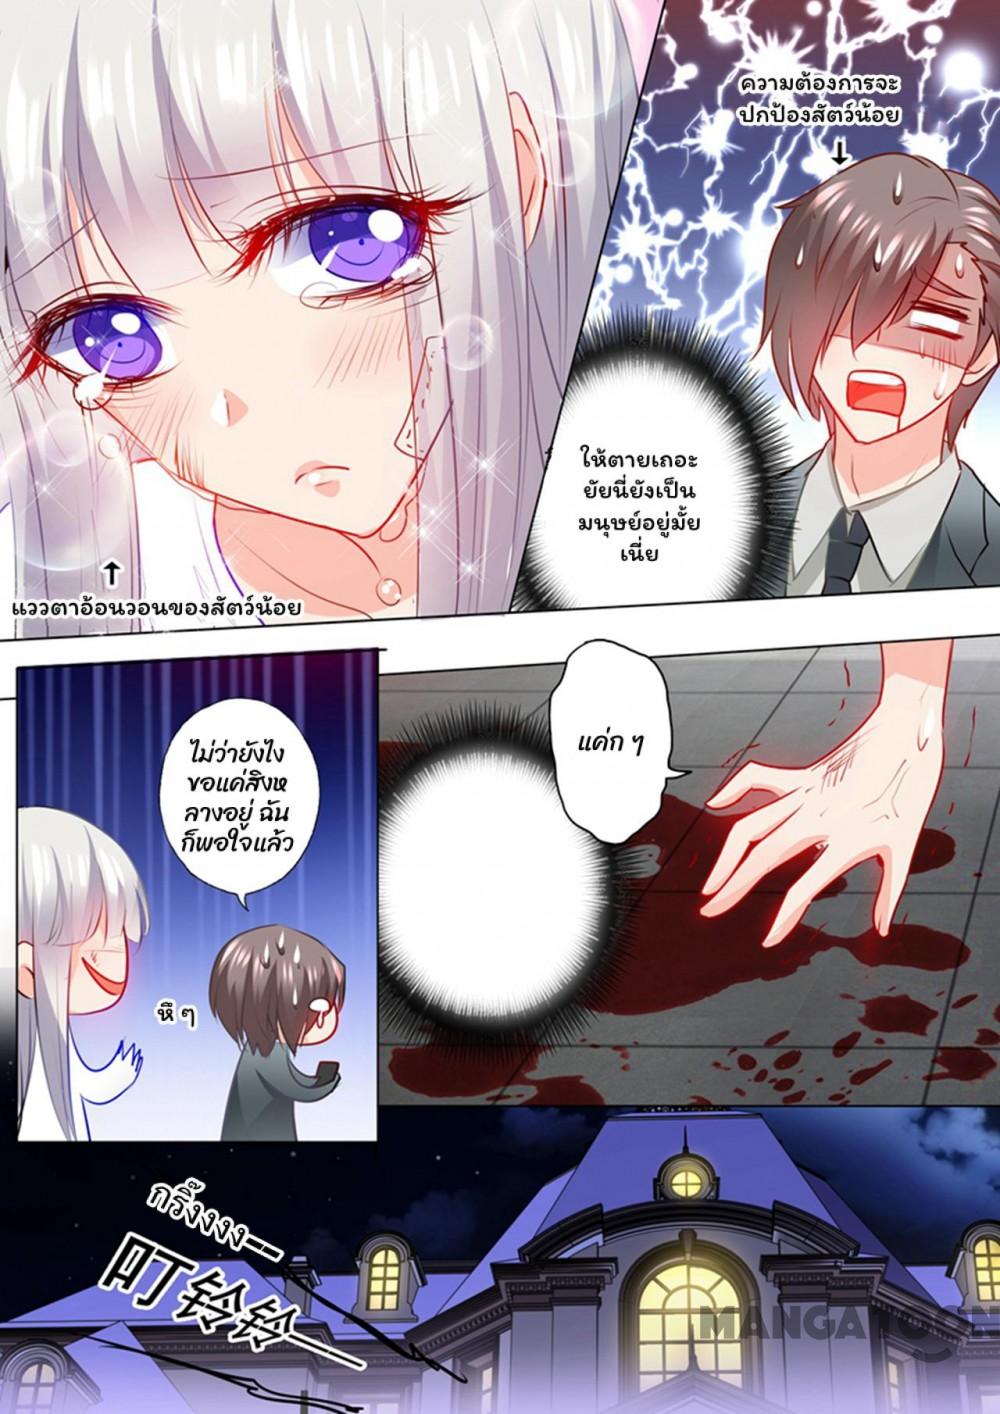 ความต้องการจะ
ปกป้องสัตว์น้อย
ให้ตายเถอะ
ยัยนี่ยังเป็น
มนุษย์อยู่มั้ย
เนี่ย
แววตาอ้อนวอนของสัตว์น้อย
แค่ก ๆ
ไม่ว่ายังไง
ขอแค่สิงห
ลางอยู่ ฉัน
ก็พอใจแล้ว
หึ ๆ
กริ๊งงงง--
叮铃铃——
MANGATOON